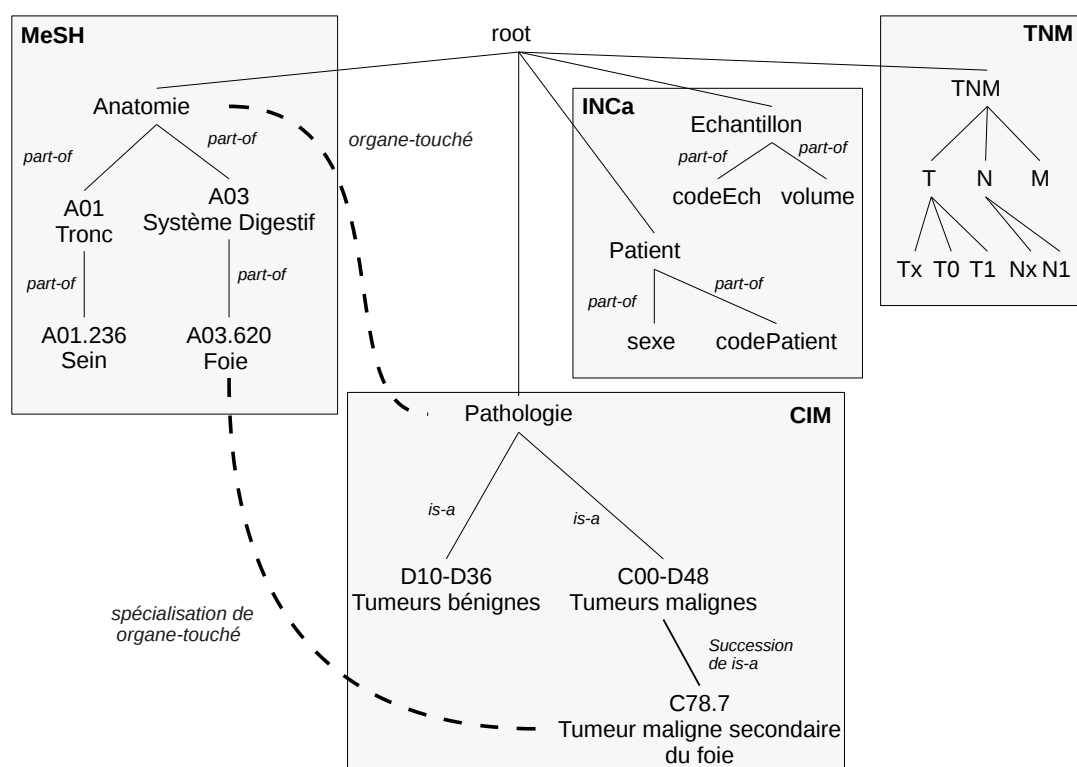 MeSH
root
TNM
Anatomie
TNM
INCa
Echantillon
organe-touché
part-of
part-of
part-of
part-of
T
N
M
A01
Tronc
A03
Système Digestif
codeEch
volume
Patient
Tx
T0
T1
Nx
N1
part-of
part-of
part-of
part-of
A01.236
Sein
A03.620
Foie
sexe
codePatient
Pathologie
CIM
is-a
is-a
D10-D36
Tumeurs bénignes
C00-D48
Tumeurs malignes
spécialisation de
organe-touché
Succession
de is-a
C78.7
Tumeur maligne secondaire
du foie